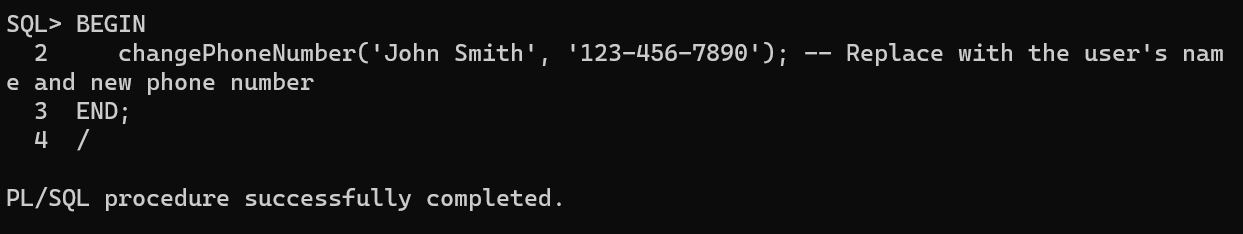 SQL> BEGIN
  2     changePhoneNumber('John Smith', '123-456-7890'); -- Replace with the user's nam
e and new phone number
  3  END;
  4  /
PL/SQL procedure successfully completed.